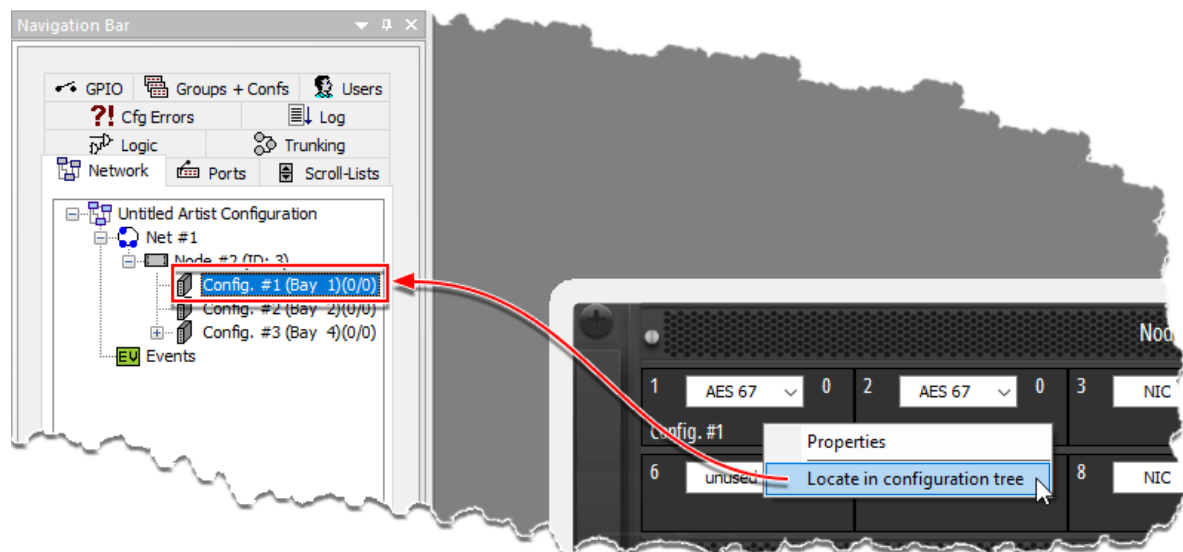 Navigation Bar
GPIO Groups + Confs Users
?! Cfg Errors Log
Logic Trunking
Network Ports Scroll-Lists
Untitled Artist Configuration
Net #1
Node #2 (ID: 3)
Config. #1 (Bay 1)(0/0)
Config. #2 (Bay 2)(0/0)
Config. #3 (Bay 4)(0/0)
EV Events
1 AES 67 0 2 AES 67 0 3 NIC
Config. #1
Properties
6 unused 8 NIC
Locate in configuration tree